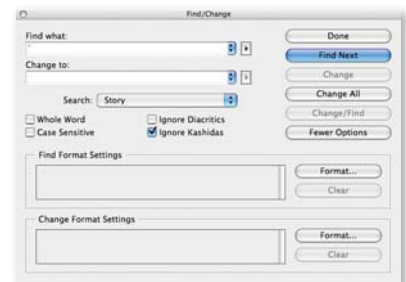 Find/Change
Find what:
Done
Find Next
Change to:
Change
Change All
Search: Story
Change/Find
Whole Word
Ignore Diacritics
Case Sensitive
Ignore Kashidas
Fewer Options
Find Format Settings
Format...
Clear
Change Format Settings
Format...
Clear